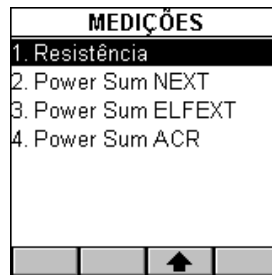 MEDIÇÕES
1. Resistência
2. Power Sum NEXT
3. Power Sum ELFEXT
4. Power Sum ACR